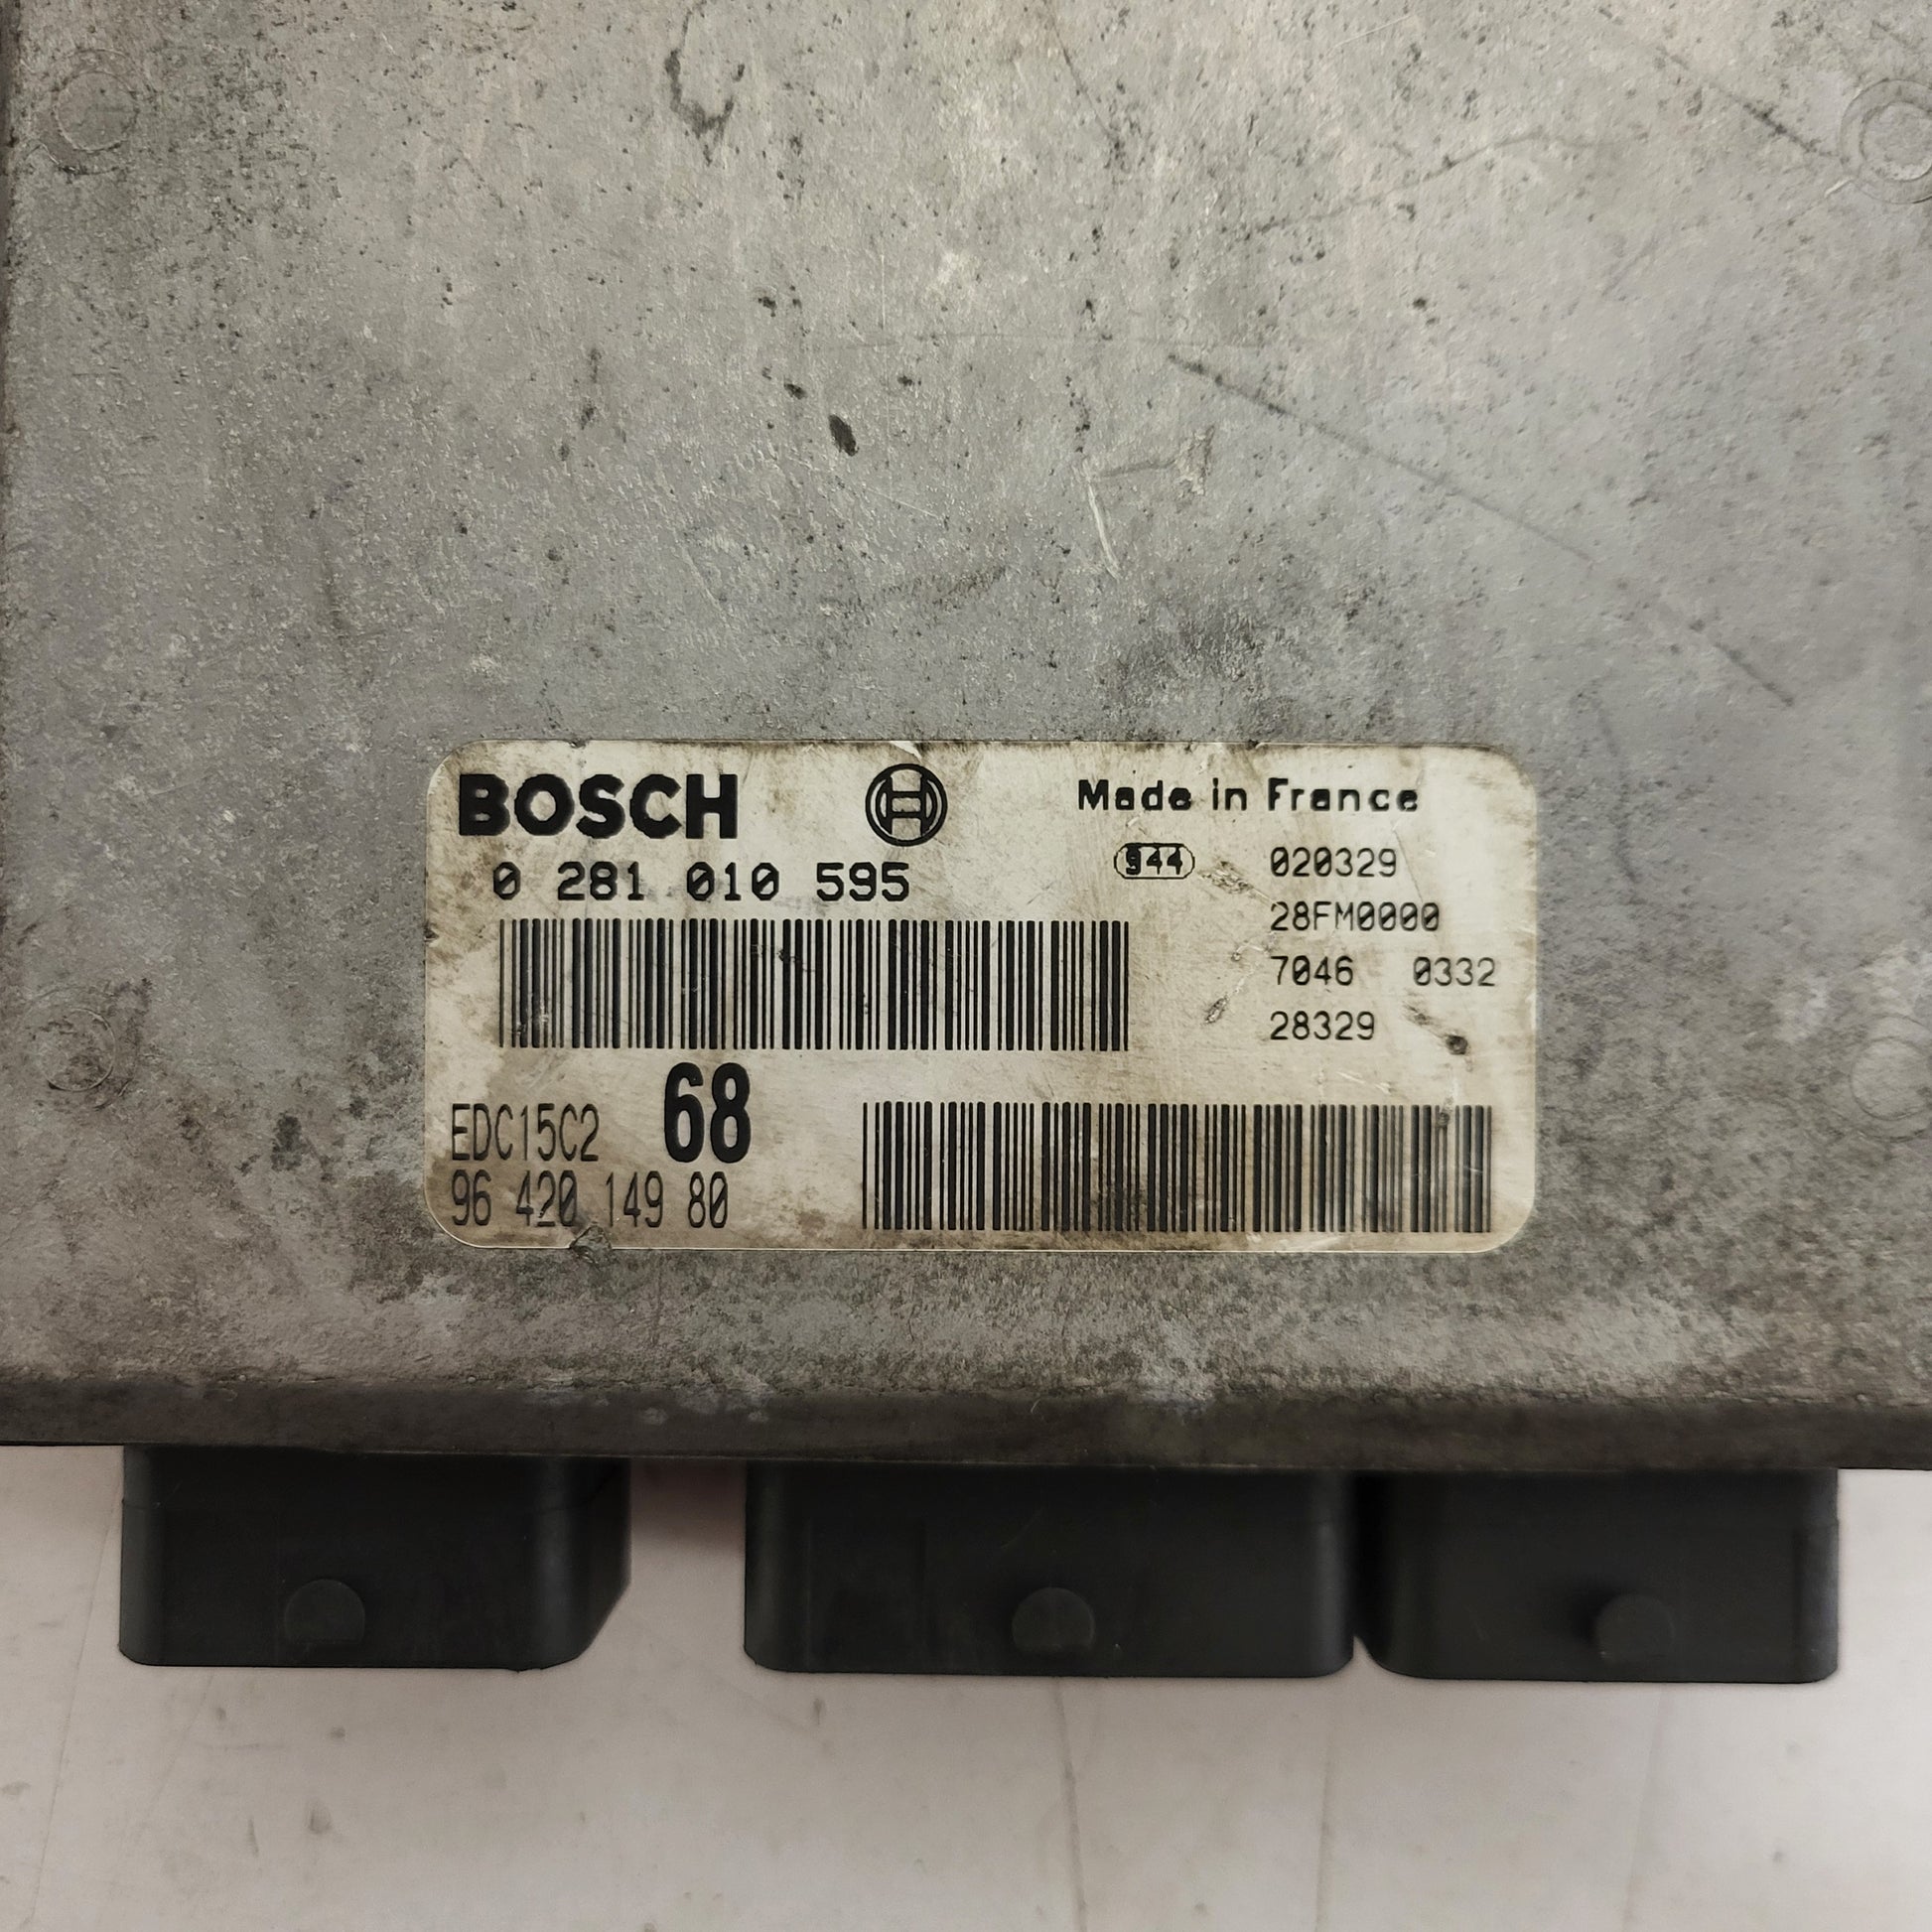 BOSCH
Made in France
0 281 010 595
944
020329
28FM0000
7046 0332
28329
EDC15C2 68
96 420 149 80